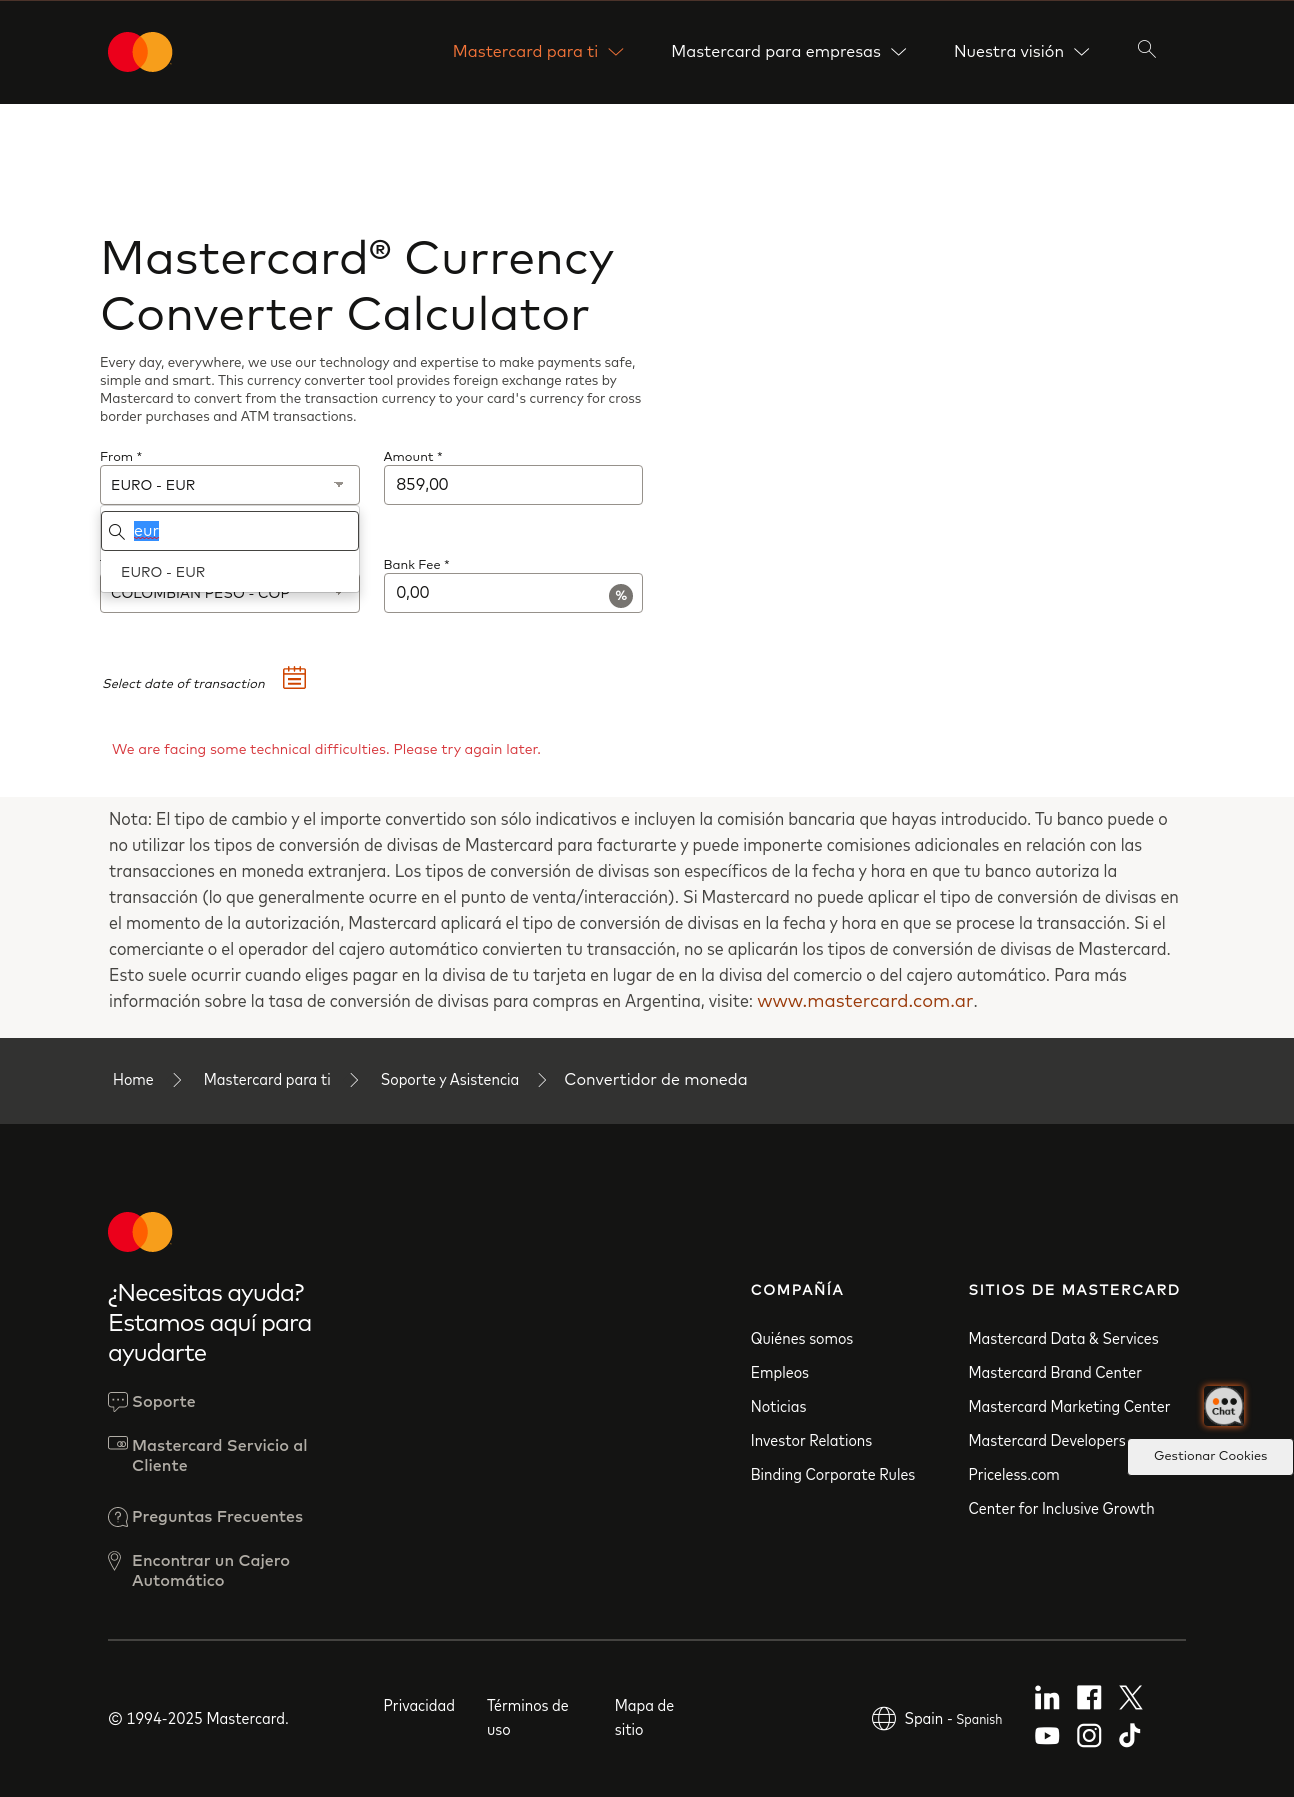 Mastercard para ti
Mastercard para empresas
Nuestra visión
Mastercard® Currency
Converter Calculator
Every day, everywhere, we use our technology and expertise to make payments safe,
simple and smart. This currency converter tool provides foreign exchange rates by
Mastercard to convert from the transaction currency to your card's currency for cross
border purchases and ATM transactions.
From *
Amount *
EURO - EUR
859,00
eur
EURO - EUR
Bank Fee *
COLOMBIAN PESO - COP
0,00
%
Select date of transaction
We are facing some technical difficulties. Please try again later.
Nota: El tipo de cambio y el importe convertido son sólo indicativos e incluyen la comisión bancaria que hayas introducido. Tu banco puede o
no utilizar los tipos de conversión de divisas de Mastercard para facturarte y puede imponerte comisiones adicionales en relación con las
transacciones en moneda extranjera. Los tipos de conversión de divisas son específicos de la fecha y hora en que tu banco autoriza la
transacción (lo que generalmente ocurre en el punto de venta/interacción). Si Mastercard no puede aplicar el tipo de conversión de divisas en
el momento de la autorización, Mastercard aplicará el tipo de conversión de divisas en la fecha y hora en que se procese la transacción. Si el
comerciante o el operador del cajero automático convierten tu transacción, no se aplicarán los tipos de conversión de divisas de Mastercard.
Esto suele ocurrir cuando eliges pagar en la divisa de tu tarjeta en lugar de en la divisa del comercio o del cajero automático. Para más
información sobre la tasa de conversión de divisas para compras en Argentina, visite: www.mastercard.com.ar.
Home
Mastercard para ti
Soporte y Asistencia
Convertidor de moneda
¿Necesitas ayuda?
Estamos aquí para
ayudarte
Soporte
Mastercard Servicio al
Cliente
Preguntas Frecuentes
Encontrar un Cajero
Automático
COMPAÑÍA
Quiénes somos
Empleos
Noticias
Investor Relations
Binding Corporate Rules
SITIOS DE MASTERCARD
Mastercard Data & Services
Mastercard Brand Center
Mastercard Marketing Center
Mastercard Developers
Priceless.com
Center for Inclusive Growth
Chat
Gestionar Cookies
© 1994-2025 Mastercard.
Privacidad
Términos de
uso
Mapa de
sitio
Spain - Spanish